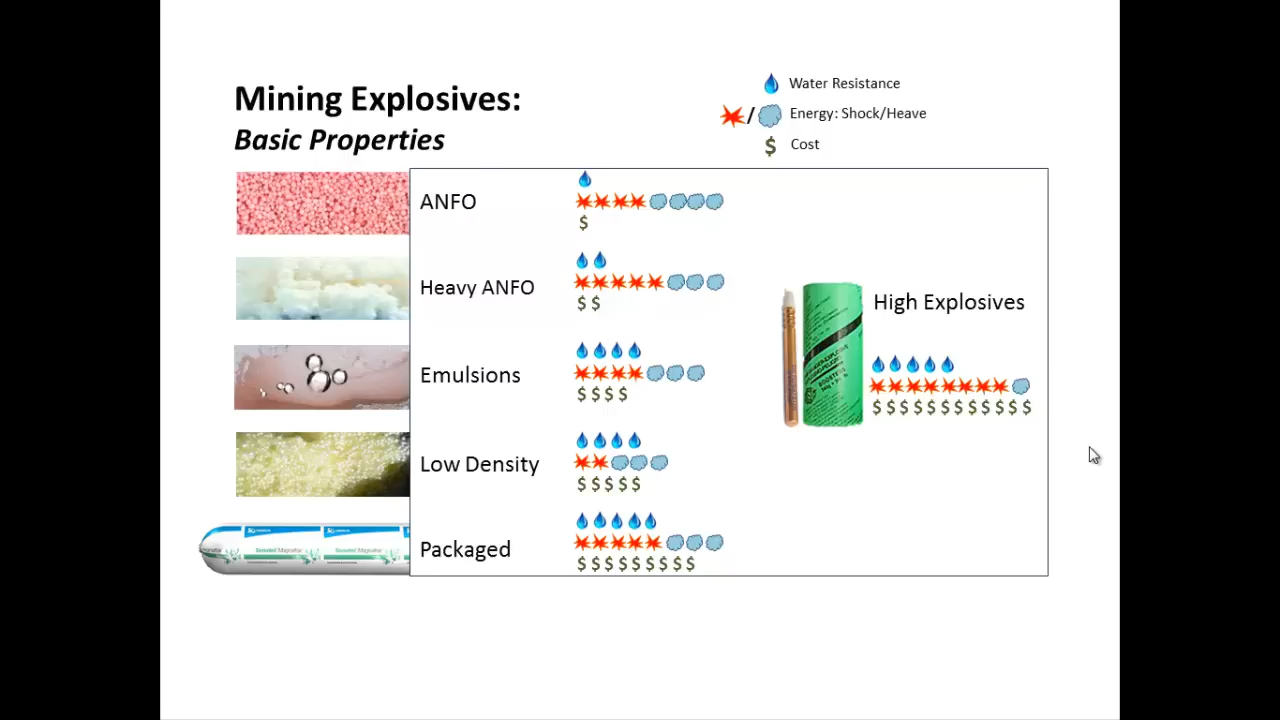 Mining Explosives:
Basic Properties
Water Resistance
/
Energy: Shock/Heave
$
Cost
ANFO
$
Heavy ANFO
$ $
Emulsions
$ $ $ $
Low Density
$ $ $ $ $
Packaged
$ $ $ $ $ $ $ $ $
High Explosives
$ $ $ $ $ $ $ $ $ $ $ $